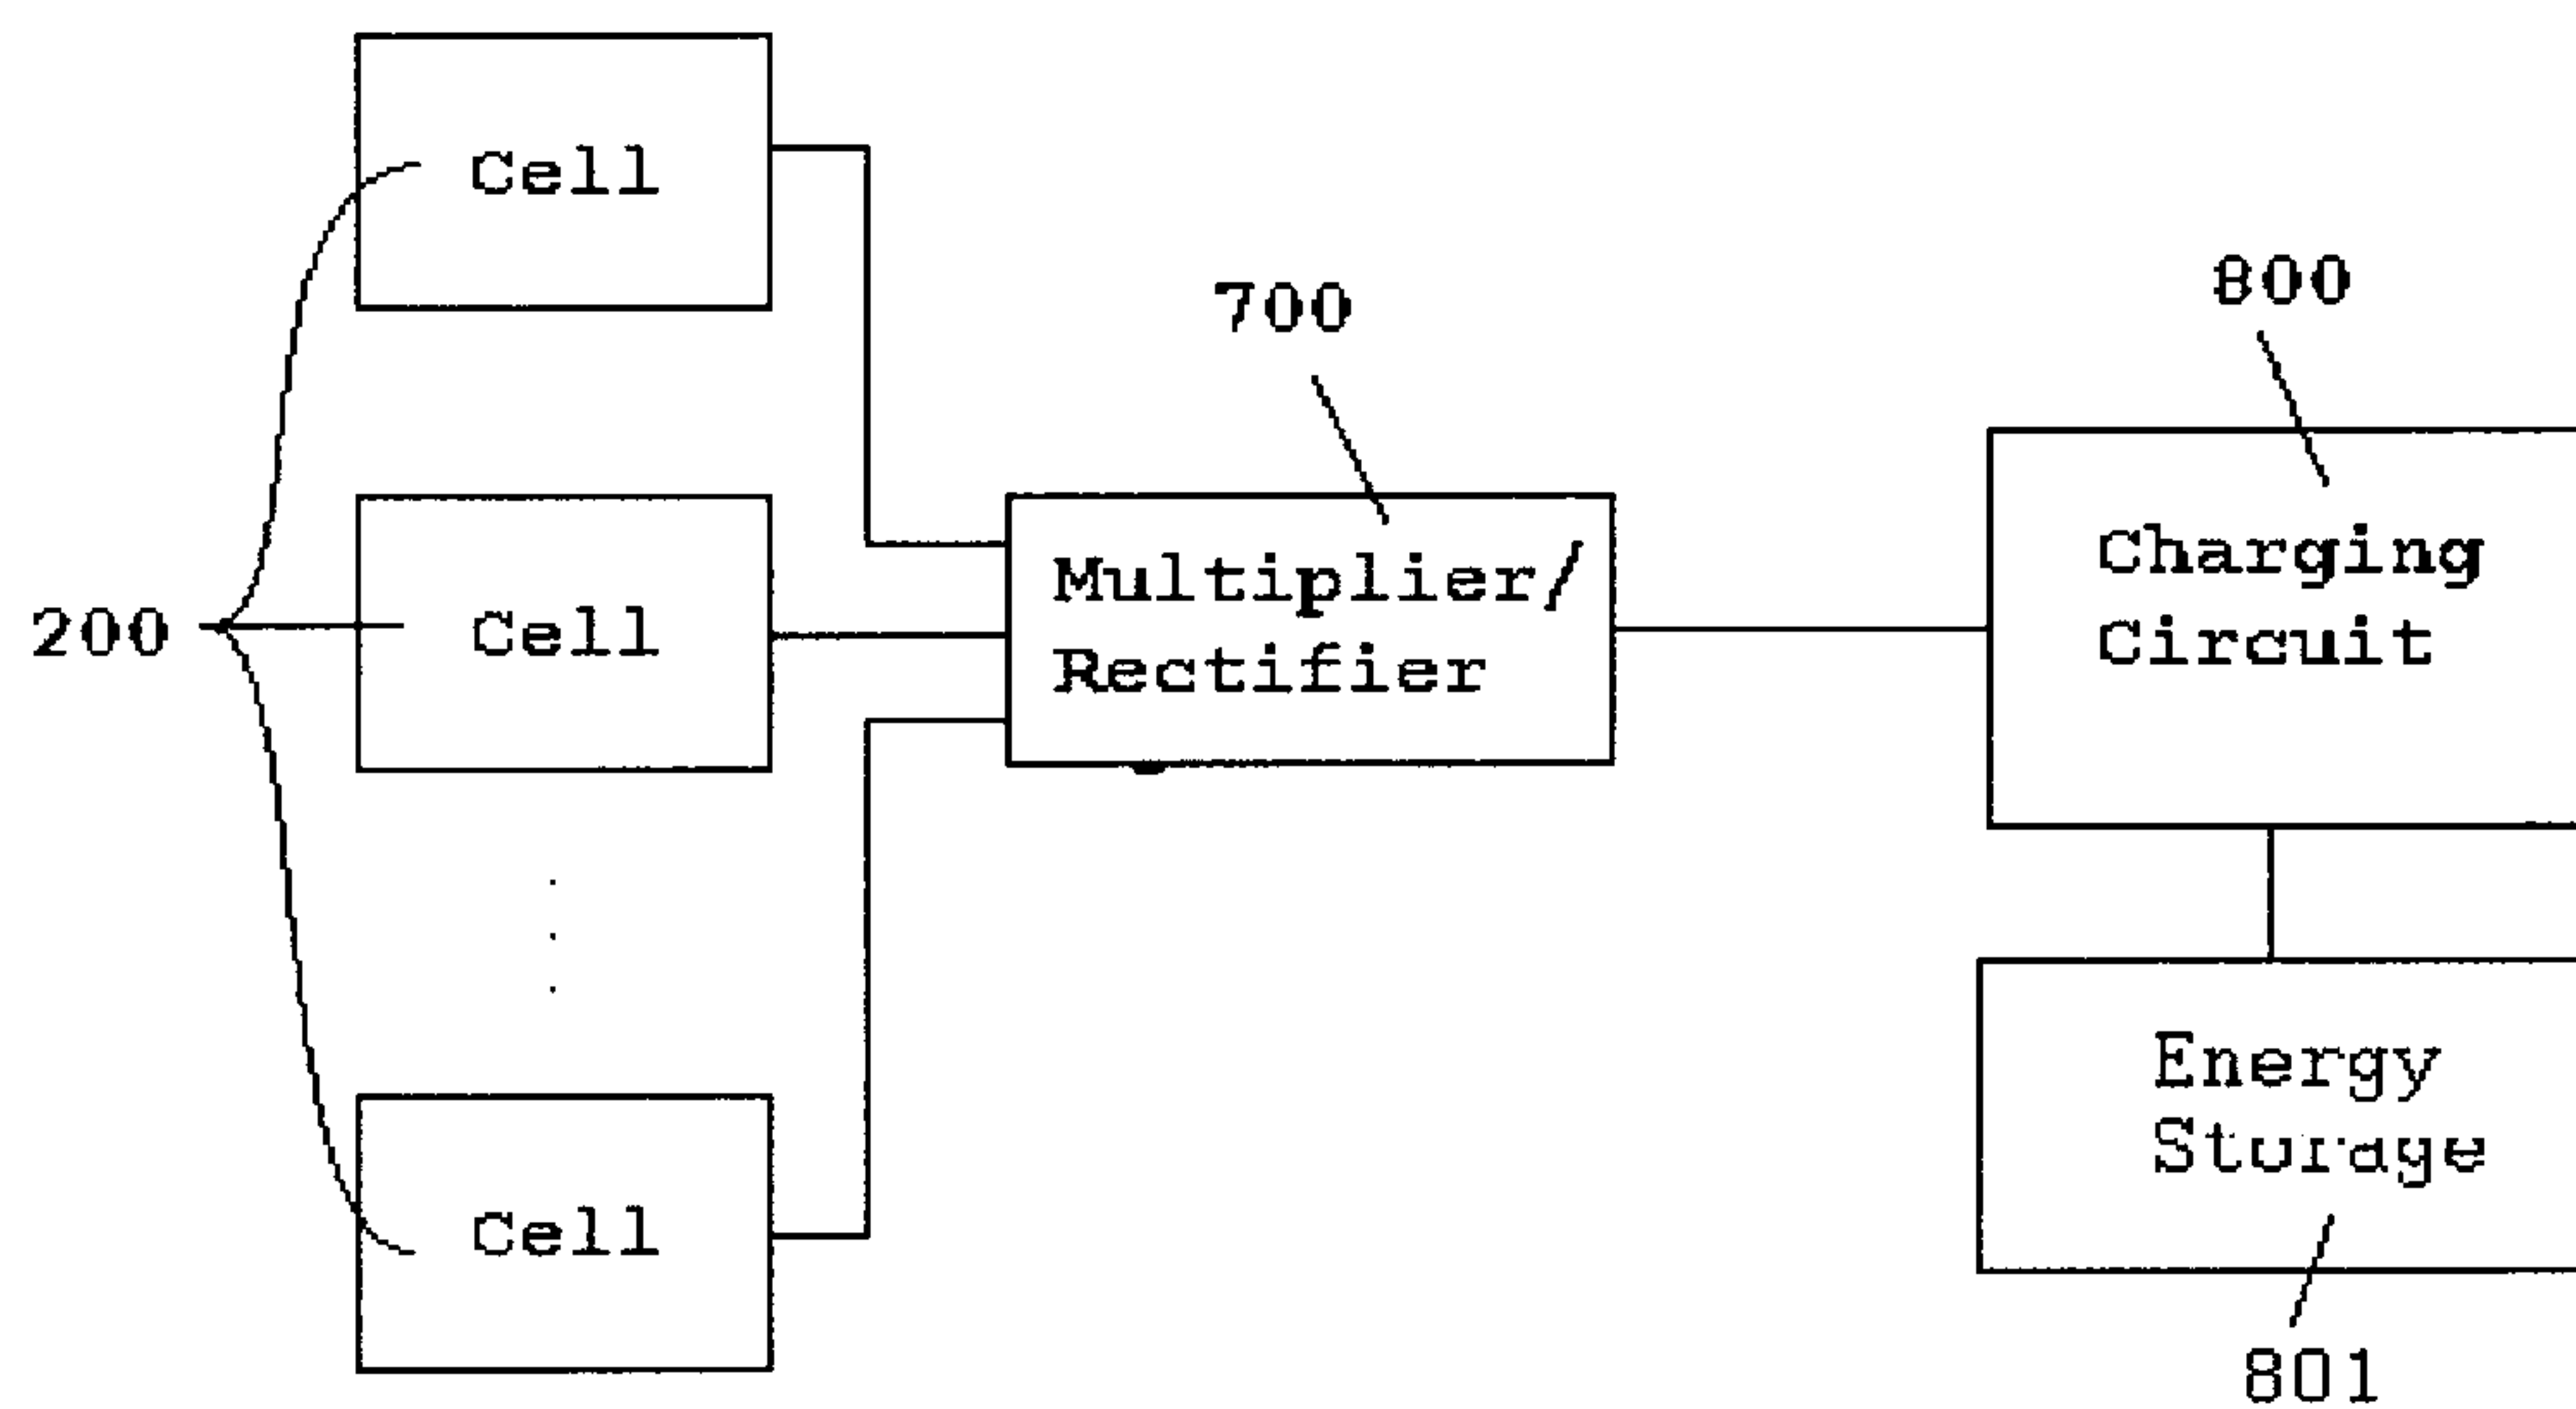 Cell
800
700
Charging
Circuit
Multiplier/
Rectifier
200
Cell
Energy
Storage
Cell
801